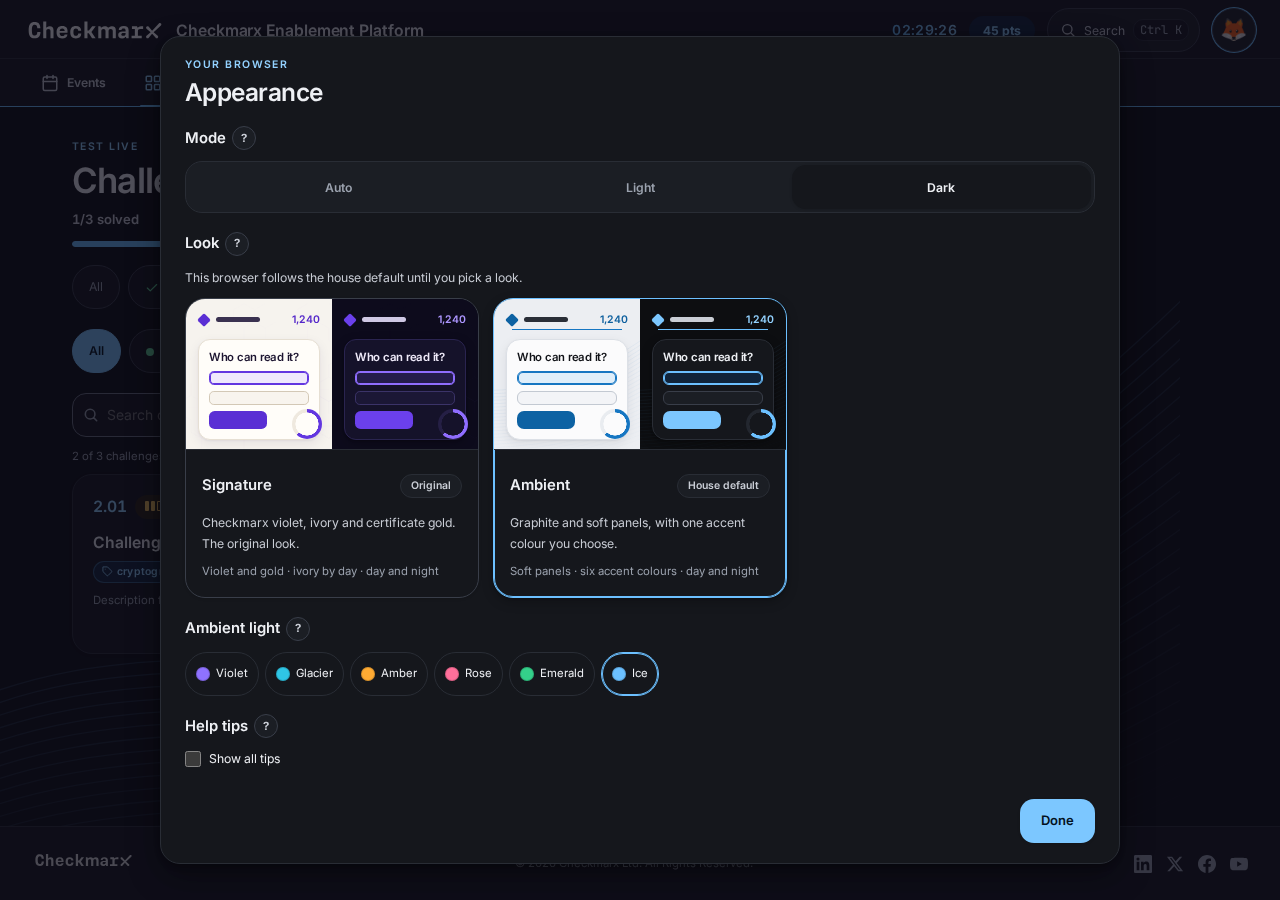 Checkmarx Checkmarx Enablement Platform 02:29:26 45 pts Search Ctrl K
Events
YOUR BROWSER
Appearance
Mode ?
Auto Light Dark
TEST LIVE
Challe
1/3 solved
All
All
Search
2 of 3 challenge
2.01
Challeng
cryptog
Description f
Look ?
This browser follows the house default until you pick a look.
1,240 1,240 1,240 1,240
Who can read it? Who can read it? Who can read it? Who can read it?
Signature Original
Checkmarx violet, ivory and certificate gold.
The original look.
Violet and gold · ivory by day · day and night
Ambient House default
Graphite and soft panels, with one accent
colour you choose.
Soft panels · six accent colours · day and night
Ambient light ?
Violet Glacier Amber Rose Emerald Ice
Help tips ?
Show all tips
Done
Checkmarx